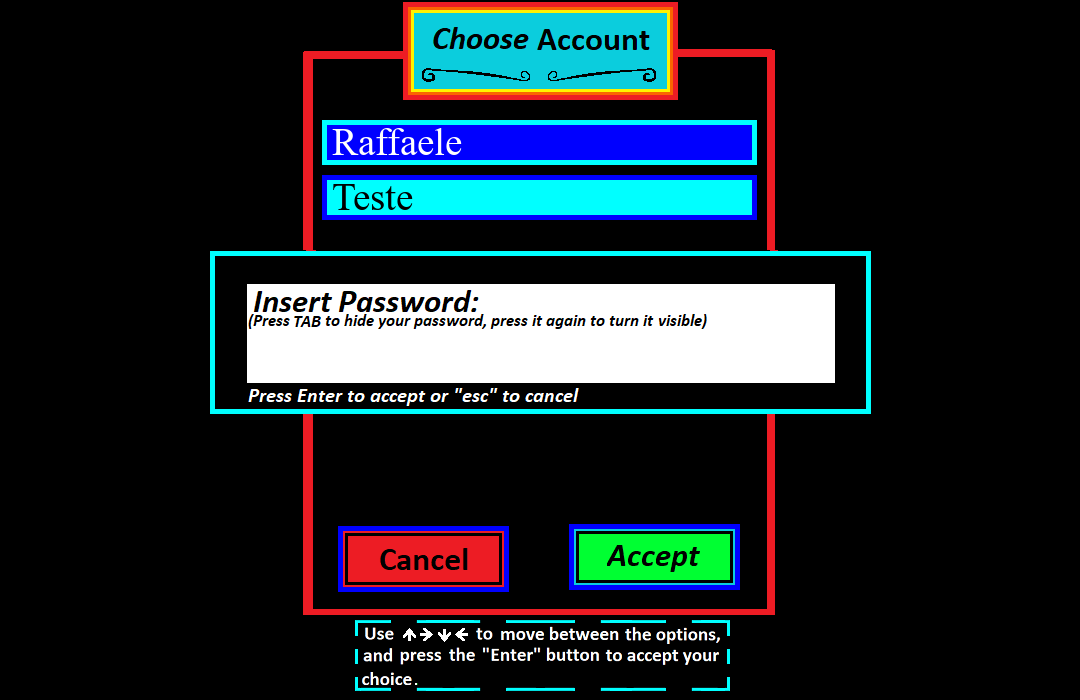 Choose Account
Raffaele
Teste
Insert Password:
(Press TAB to hide your password, press it again to turn it visible)
Press Enter to accept or "esc" to cancel
Cancel
Accept
Use ↑→↓← to move between the options,
and press the "Enter" button to accept your
choice.